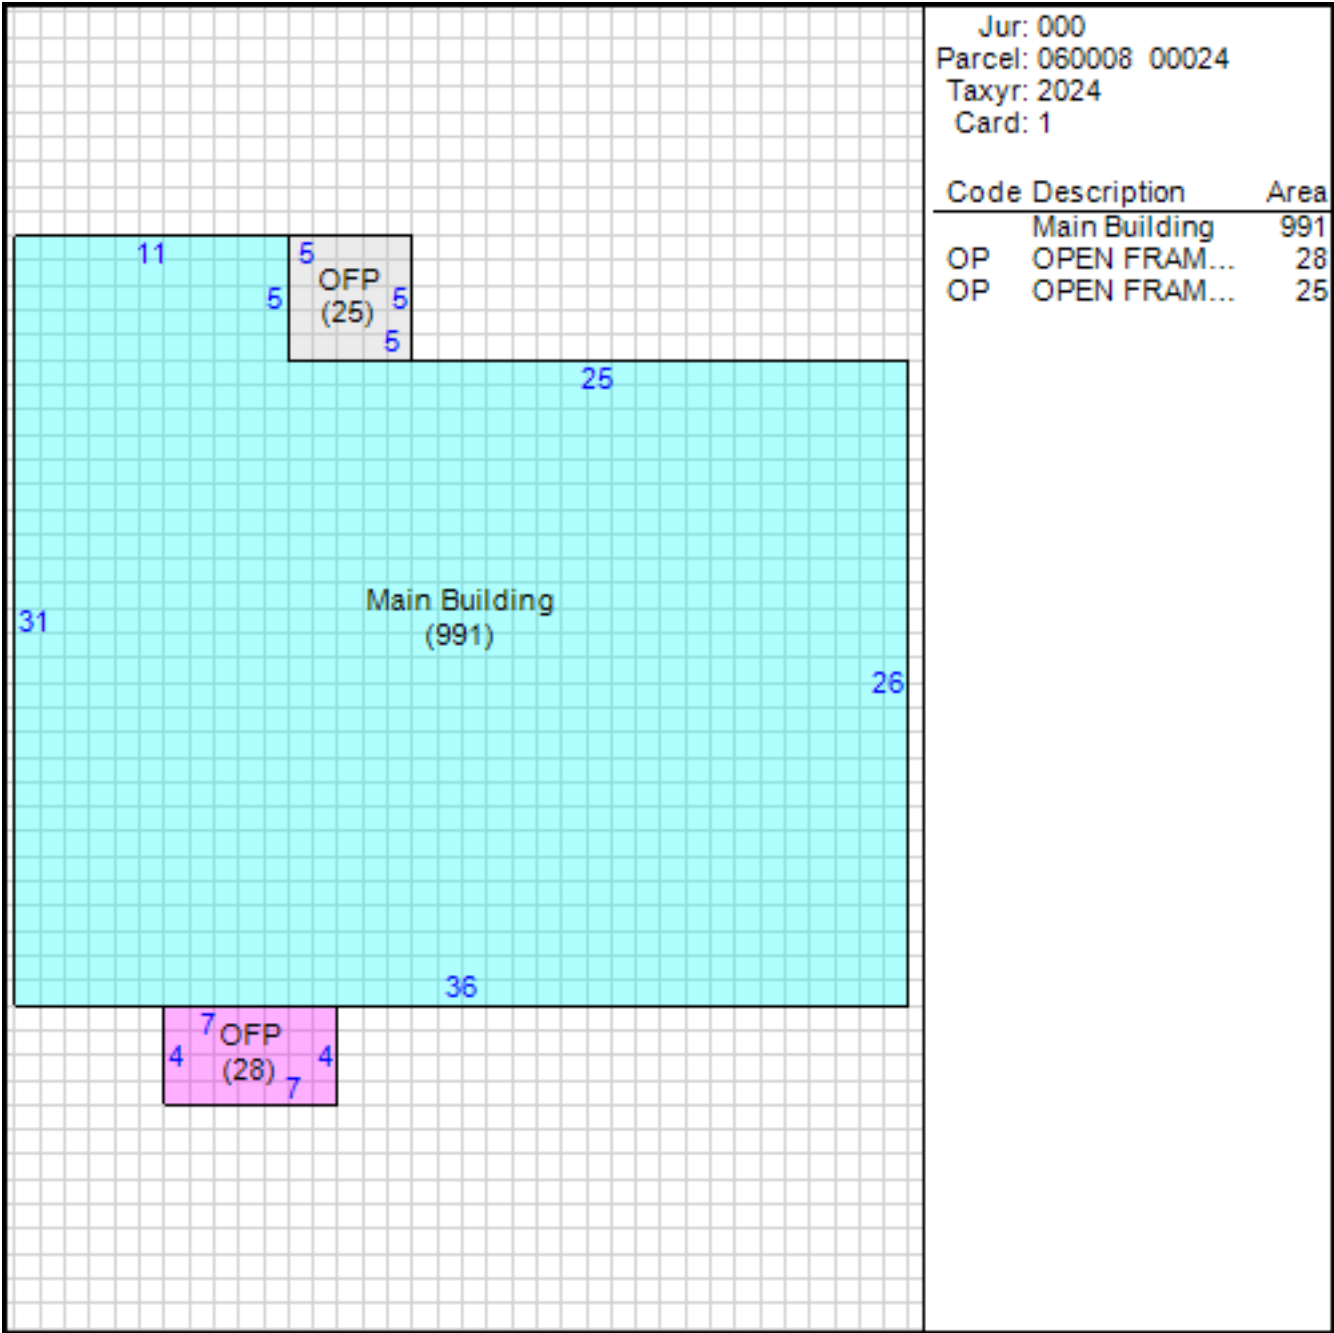 Jur: 000
Parcel: 060008 00024
Taxyr: 2024
Card: 1
Code Description Area
Main Building 991
OP OPEN FRAM... 28
OP OPEN FRAM... 25
11
5
OFP
5
5
(25)
5
25
Main Building
31
(991)
26
36
7
OFP
4
4
(28)
7